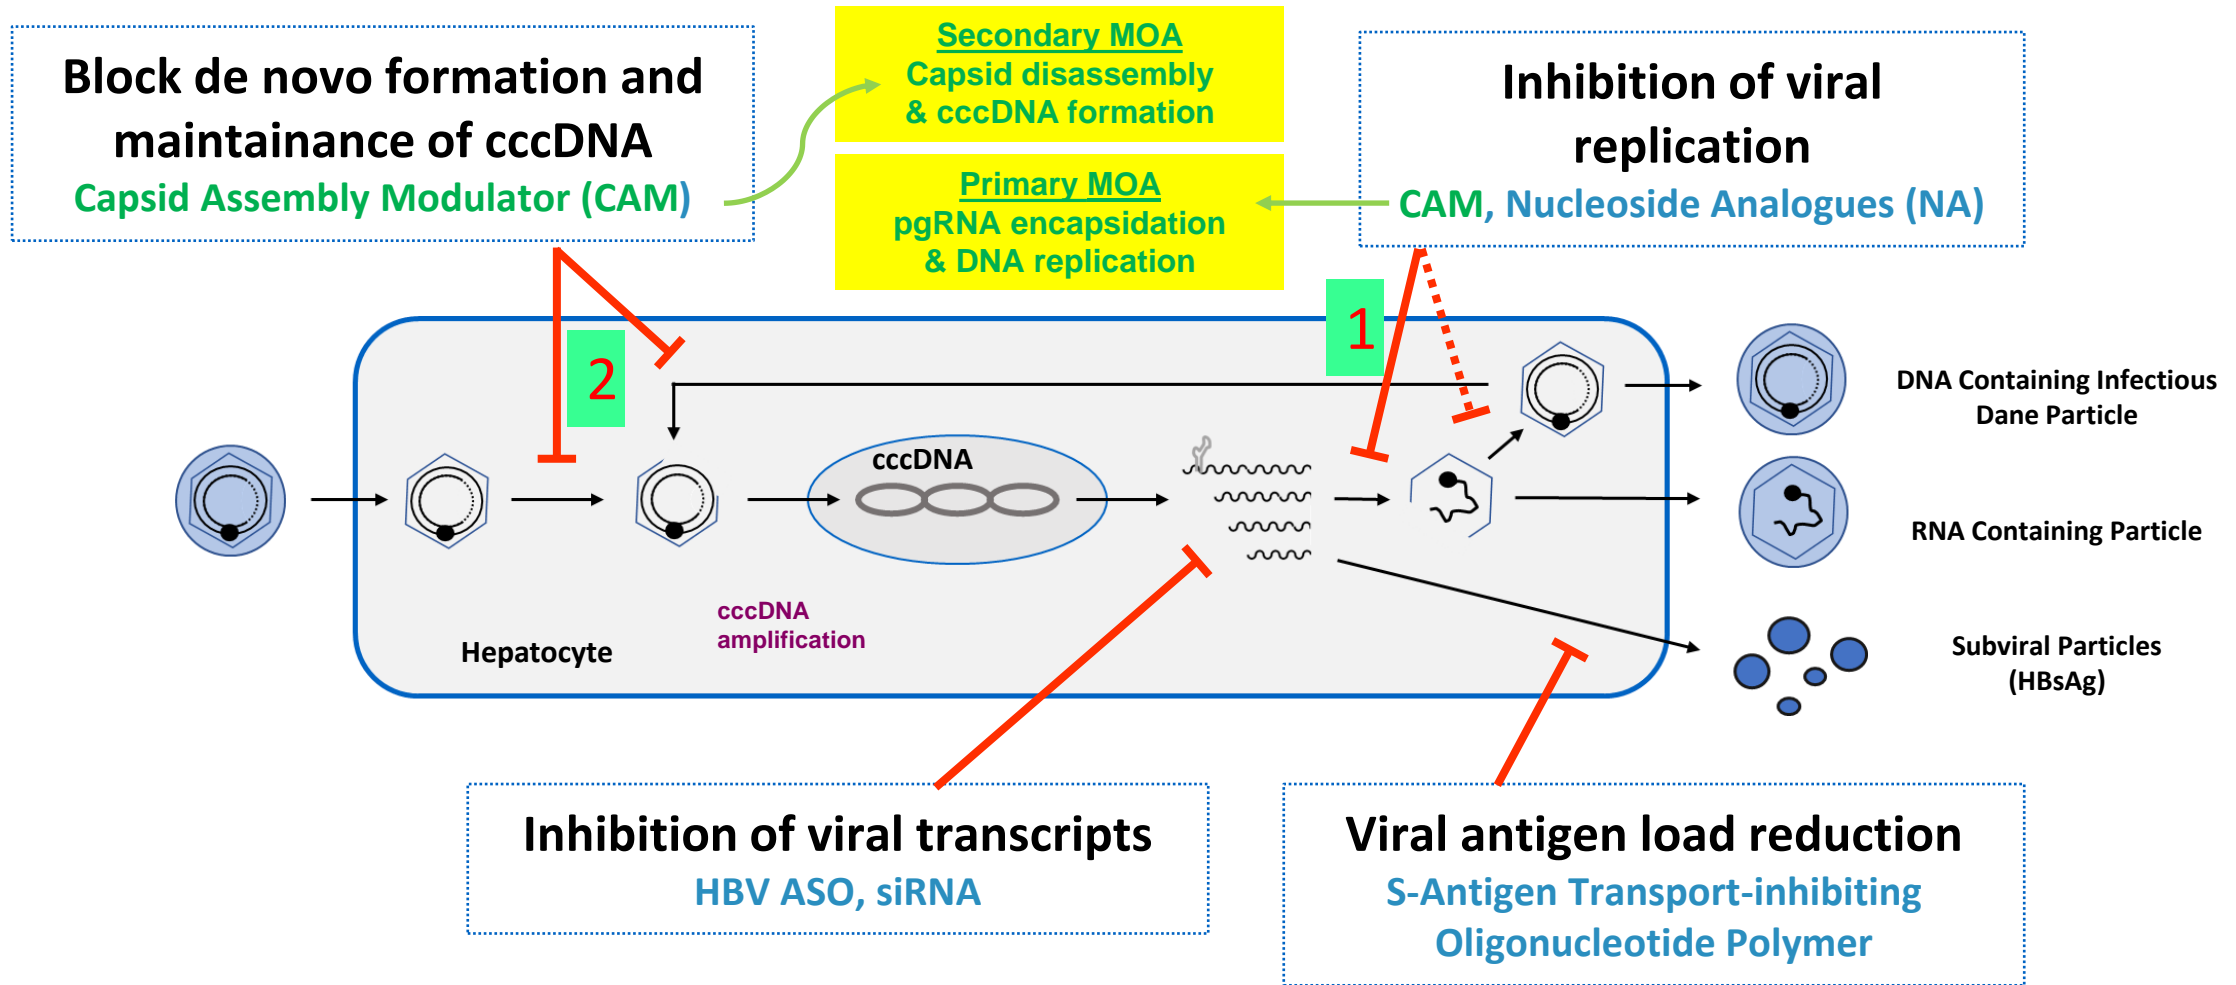 Block de novo formation and
maintainance of cccDNA
Capsid Assembly Modulator (CAM)
Secondary MOA
Capsid disassembly
& cccDNA formation
Primary MOA
pgRNA encapsidation
& DNA replication
Inhibition of viral
replication
CAM, Nucleoside Analogues (NA)
2
1
cccDNA
cccDNA
amplification
Hepatocyte
DNA Containing Infectious
Dane Particle
RNA Containing Particle
Subviral Particles
(HBsAg)
Inhibition of viral transcripts
HBV ASO, siRNA
Viral antigen load reduction
S-Antigen Transport-inhibiting
Oligonucleotide Polymer